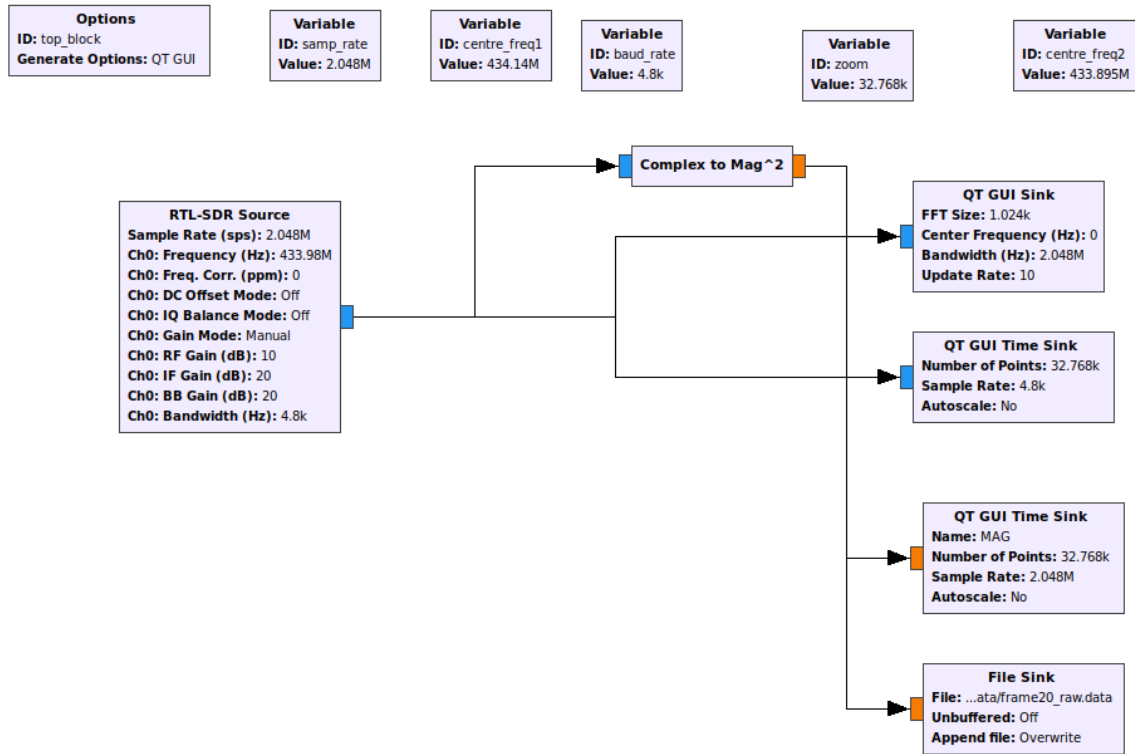 Options
ID: top_block
Generate Options: QT GUI
Variable
ID: samp_rate
Value: 2.048M
Variable
ID: centre_freq1
Value: 434.14M
Variable
ID: baud_rate
Value: 4.8k
Variable
ID: zoom
Value: 32.768k
Variable
ID: centre_freq2
Value: 433.895M
Complex to Mag^2
RTL-SDR Source
Sample Rate (sps): 2.048M
Ch0: Frequency (Hz): 433.98M
Ch0: Freq. Corr. (ppm): 0
Ch0: DC Offset Mode: Off
Ch0: IQ Balance Mode: Off
Ch0: Gain Mode: Manual
Ch0: RF Gain (dB): 10
Ch0: IF Gain (dB): 20
Ch0: BB Gain (dB): 20
Ch0: Bandwidth (Hz): 4.8k
QT GUI Sink
FFT Size: 1.024k
Center Frequency (Hz): 0
Bandwidth (Hz): 2.048M
Update Rate: 10
QT GUI Time Sink
Number of Points: 32.768k
Sample Rate: 4.8k
Autoscale: No
QT GUI Time Sink
Name: MAG
Number of Points: 32.768k
Sample Rate: 2.048M
Autoscale: No
File Sink
File: ...ata/frame20_raw.data
Unbuffered: Off
Append file: Overwrite